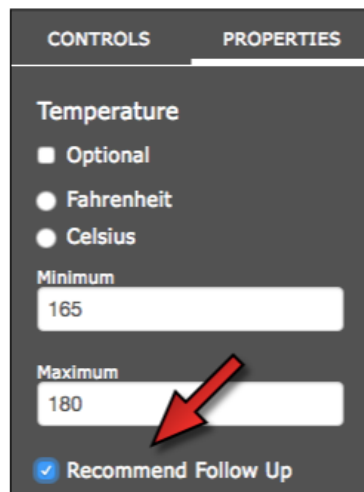 CONTROLS PROPERTIES
Temperature
Optional
Fahrenheit
Celsius
Minimum
165
Maximum
180
Recommend Follow Up